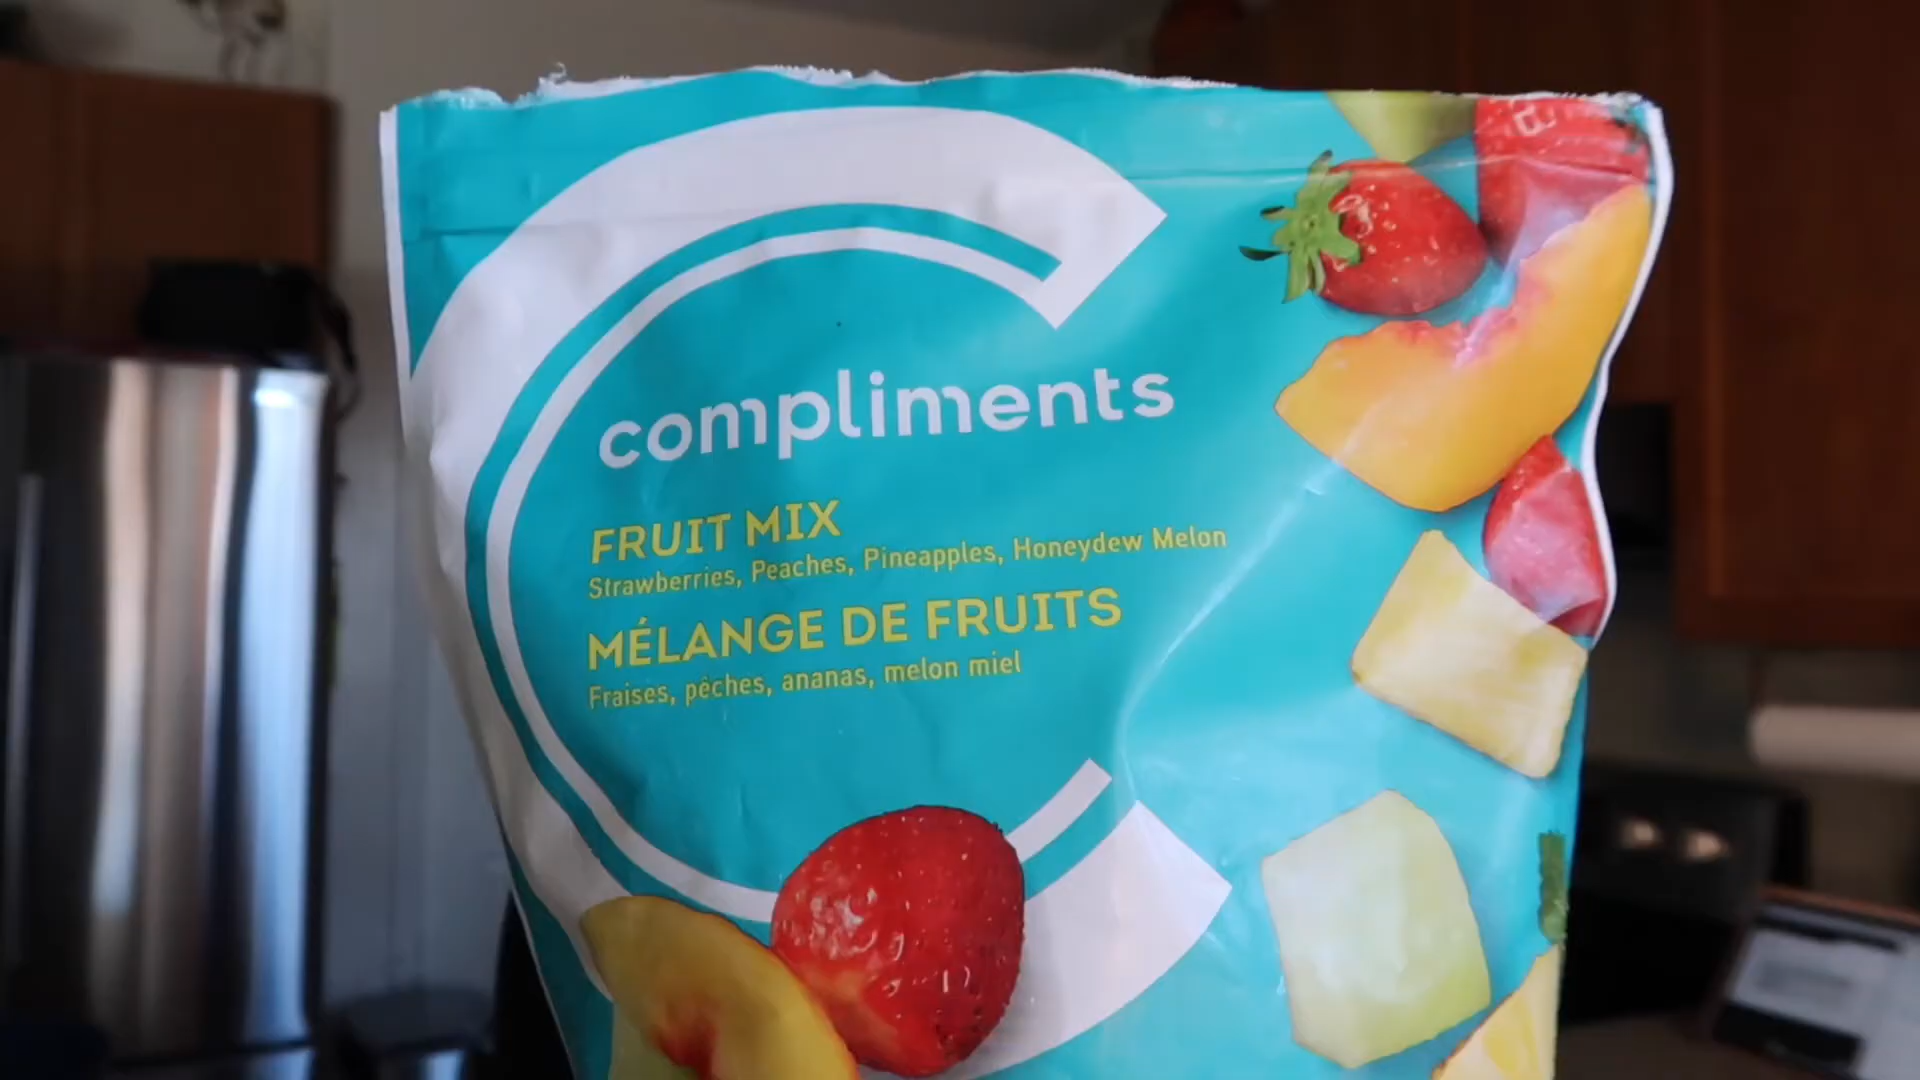 compliments
FRUIT MIX
Strawberries, Peaches, Pineapples, Honeydew Melon
MÉLANGE DE FRUITS
Fraises, pêches, ananas, melon miel